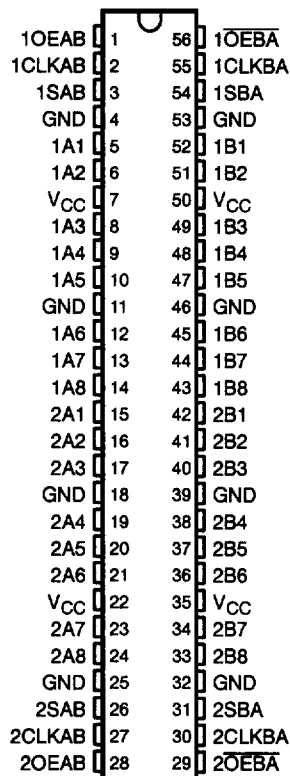 1OEAB 1 56 1O̅E̅B̅A̅
1CLKAB 2 55 1CLKBA
1SAB 3 54 1SBA
GND 4 53 GND
1A1 5 52 1B1
1A2 6 51 1B2
VCC 7 50 VCC
1A3 8 49 1B3
1A4 9 48 1B4
1A5 10 47 1B5
GND 11 46 GND
1A6 12 45 1B6
1A7 13 44 1B7
1A8 14 43 1B8
2A1 15 42 2B1
2A2 16 41 2B2
2A3 17 40 2B3
GND 18 39 GND
2A4 19 38 2B4
2A5 20 37 2B5
2A6 21 36 2B6
VCC 22 35 VCC
2A7 23 34 2B7
2A8 24 33 2B8
GND 25 32 GND
2SAB 26 31 2SBA
2CLKAB 27 30 2CLKBA
2OEAB 28 29 2O̅E̅B̅A̅